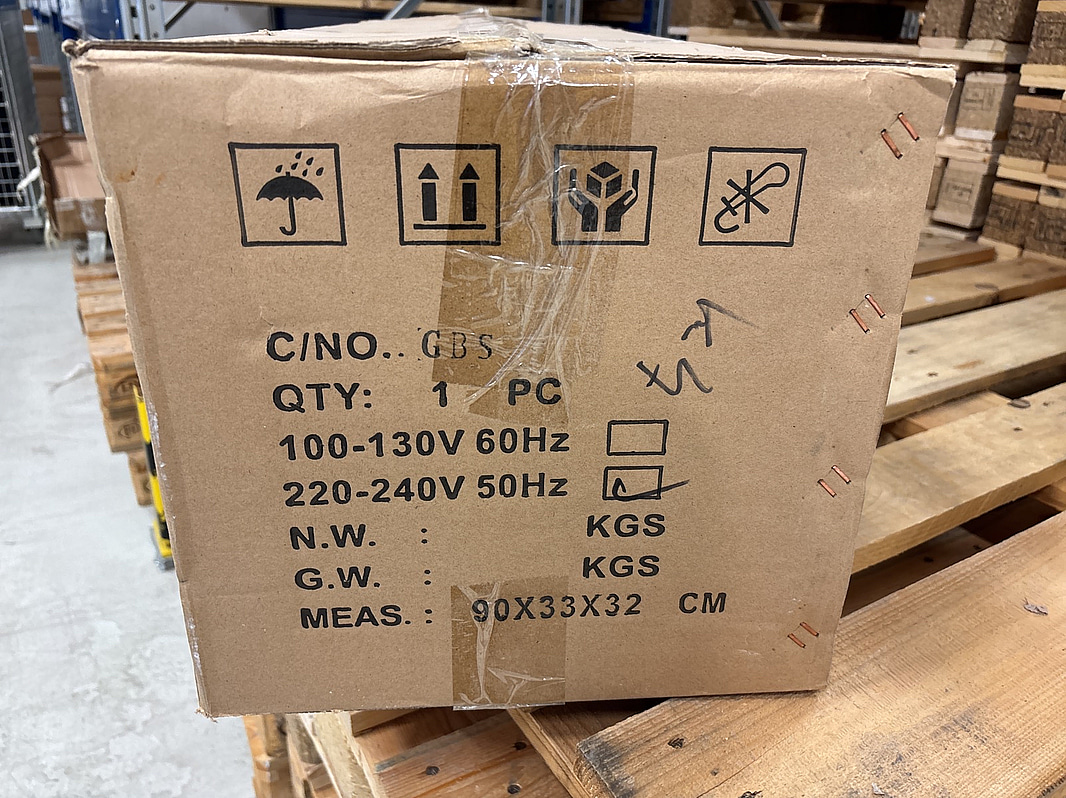 C/NO.. GBS
QTY: 1 PC
100-130V 60Hz
220-240V 50Hz
N.W. : KGS
G.W. : KGS
MEAS. : 90X33X32 CM